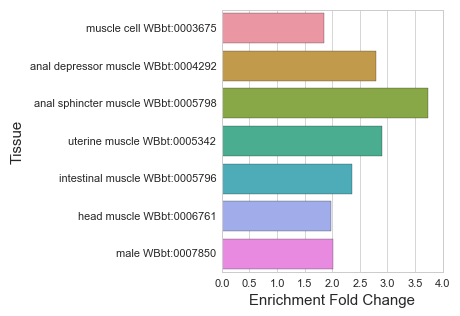 muscle cell WBbt:0003675
anal depressor muscle WBbt:0004292
anal sphincter muscle WBbt:0005798
uterine muscle WBbt:0005342
intestinal muscle WBbt:0005796
head muscle WBbt:0006761
male WBbt:0007850
Tissue
0.0 0.5 1.0 1.5 2.0 2.5 3.0 3.5 4.0
Enrichment Fold Change